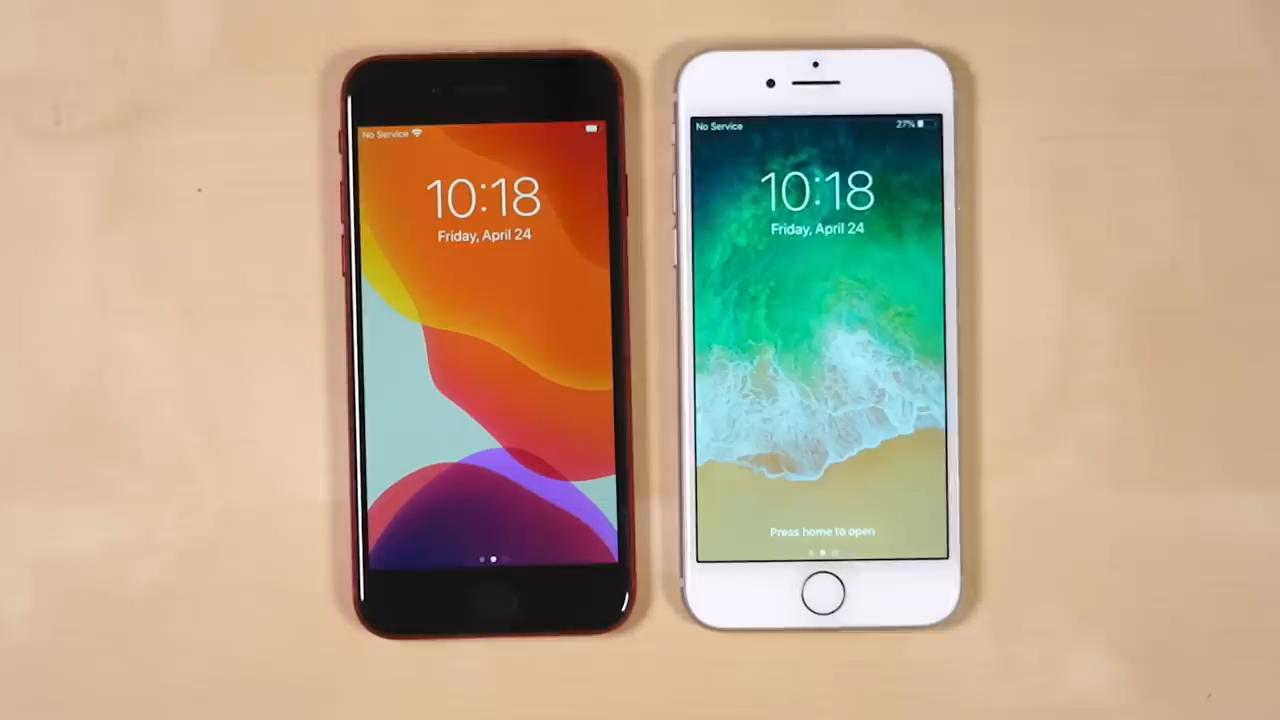 No Service
10:18
Friday, April 24
No Service 27%
10:18
Friday, April 24
Press home to open